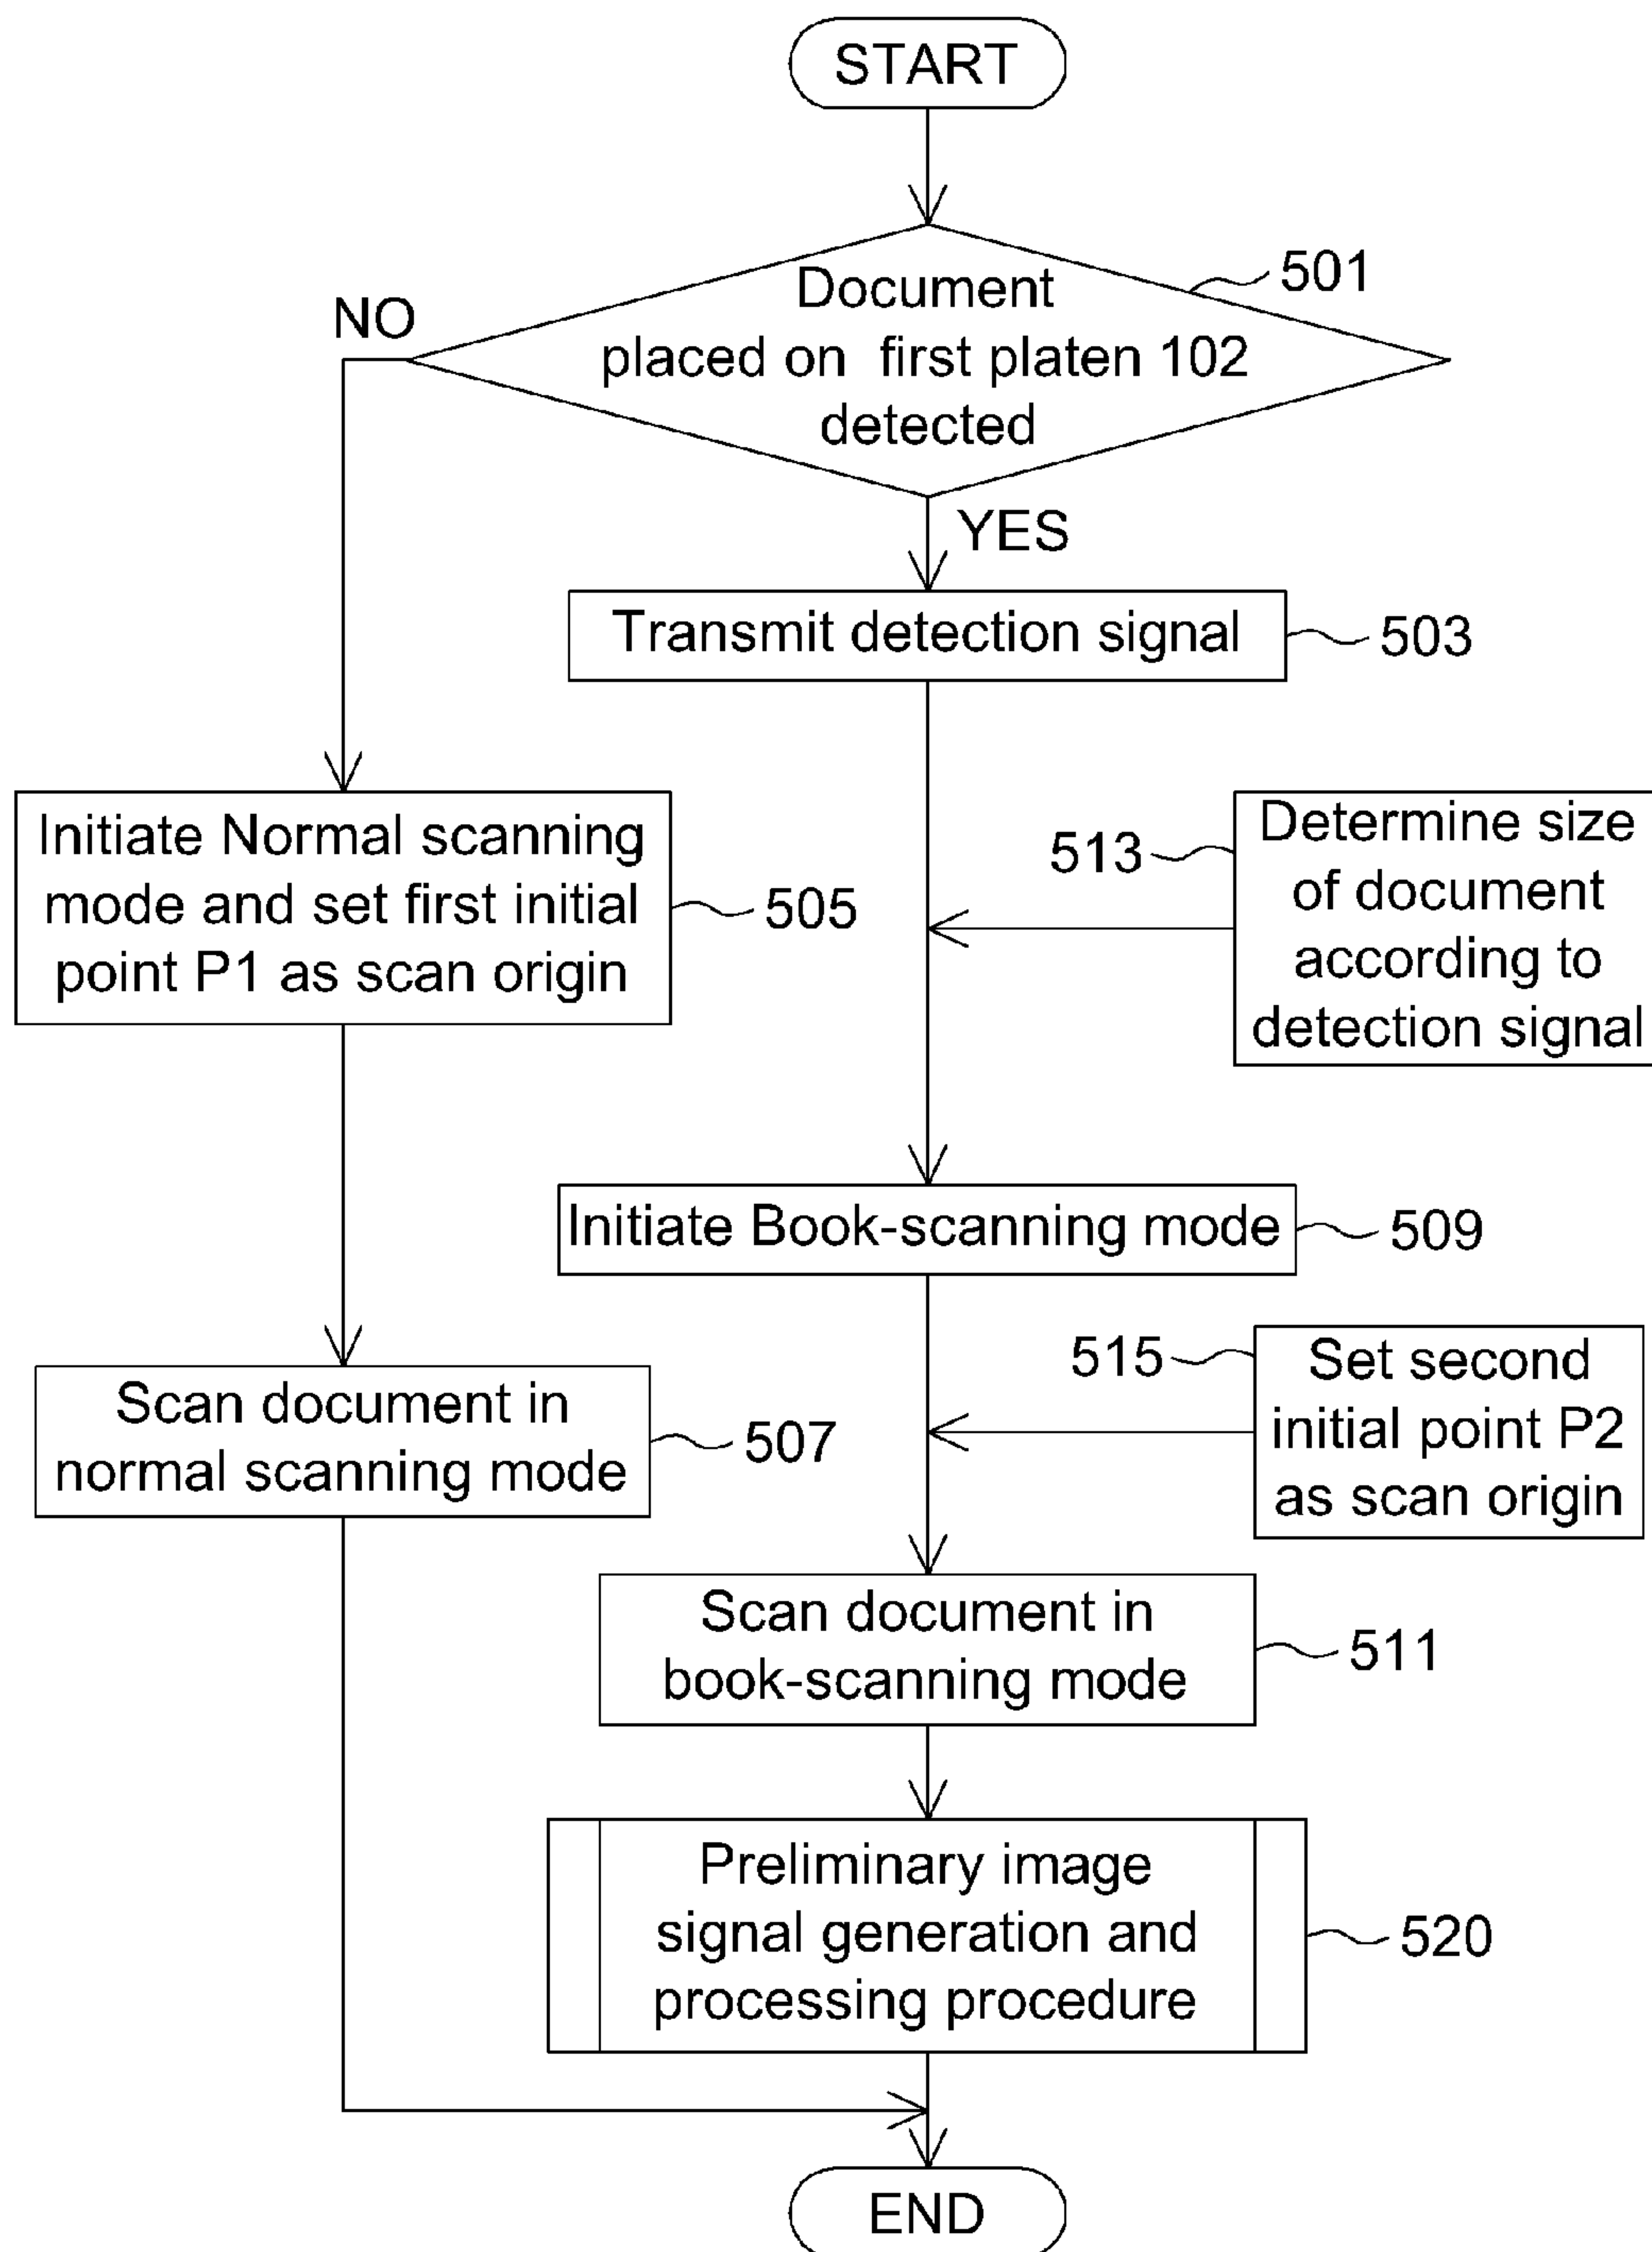 START
Document
placed on first platen 102
detected
501
NO
YES
Transmit detection signal
503
Initiate Normal scanning
mode and set first initial
point P1 as scan origin
505
513
Determine size
of document
according to
detection signal
Initiate Book-scanning mode
509
515
Set second
initial point P2
as scan origin
Scan document in
normal scanning mode
507
Scan document in
book-scanning mode
511
Preliminary image
signal generation and
processing procedure
520
END